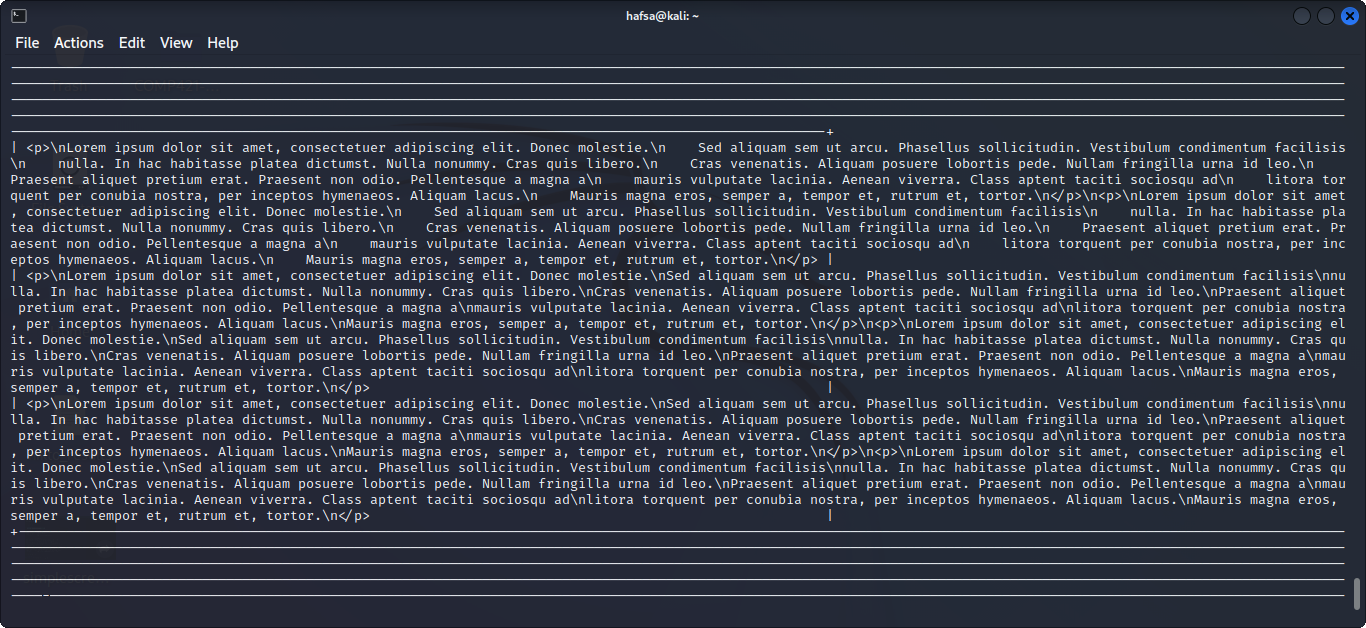 hafsa@kali: ~
File Actions Edit View Help
+
| <p>\nLorem ipsum dolor sit amet, consectetuer adipiscing elit. Donec molestie.\n    Sed aliquam sem ut arcu. Phasellus sollicitudin. Vestibulum condimentum facilisis
\n    nulla. In hac habitasse platea dictumst. Nulla nonummy. Cras quis libero.\n    Cras venenatis. Aliquam posuere lobortis pede. Nullam fringilla urna id leo.\n
Praesent aliquet pretium erat. Praesent non odio. Pellentesque a magna a\n    mauris vulputate lacinia. Aenean viverra. Class aptent taciti sociosqu ad\n    litora tor
quent per conubia nostra, per inceptos hymenaeos. Aliquam lacus.\n    Mauris magna eros, semper a, tempor et, rutrum et, tortor.\n</p>\n<p>\nLorem ipsum dolor sit amet
, consectetuer adipiscing elit. Donec molestie.\n    Sed aliquam sem ut arcu. Phasellus sollicitudin. Vestibulum condimentum facilisis\n    nulla. In hac habitasse pla
tea dictumst. Nulla nonummy. Cras quis libero.\n    Cras venenatis. Aliquam posuere lobortis pede. Nullam fringilla urna id leo.\n    Praesent aliquet pretium erat. Pr
aesent non odio. Pellentesque a magna a\n    mauris vulputate lacinia. Aenean viverra. Class aptent taciti sociosqu ad\n    litora torquent per conubia nostra, per inc
eptos hymenaeos. Aliquam lacus.\n    Mauris magna eros, semper a, tempor et, rutrum et, tortor.\n</p> |
| <p>\nLorem ipsum dolor sit amet, consectetuer adipiscing elit. Donec molestie.\nSed aliquam sem ut arcu. Phasellus sollicitudin. Vestibulum condimentum facilisis\nnu
lla. In hac habitasse platea dictumst. Nulla nonummy. Cras quis libero.\nCras venenatis. Aliquam posuere lobortis pede. Nullam fringilla urna id leo.\nPraesent aliquet
 pretium erat. Praesent non odio. Pellentesque a magna a\nmauris vulputate lacinia. Aenean viverra. Class aptent taciti sociosqu ad\nlitora torquent per conubia nostra
, per inceptos hymenaeos. Aliquam lacus.\nMauris magna eros, semper a, tempor et, rutrum et, tortor.\n</p>\n<p>\nLorem ipsum dolor sit amet, consectetuer adipiscing el
it. Donec molestie.\nSed aliquam sem ut arcu. Phasellus sollicitudin. Vestibulum condimentum facilisis\nnulla. In hac habitasse platea dictumst. Nulla nonummy. Cras qu
is libero.\nCras venenatis. Aliquam posuere lobortis pede. Nullam fringilla urna id leo.\nPraesent aliquet pretium erat. Praesent non odio. Pellentesque a magna a\nmau
ris vulputate lacinia. Aenean viverra. Class aptent taciti sociosqu ad\nlitora torquent per conubia nostra, per inceptos hymenaeos. Aliquam lacus.\nMauris magna eros,
semper a, tempor et, rutrum et, tortor.\n</p> |
| <p>\nLorem ipsum dolor sit amet, consectetuer adipiscing elit. Donec molestie.\nSed aliquam sem ut arcu. Phasellus sollicitudin. Vestibulum condimentum facilisis\nnu
lla. In hac habitasse platea dictumst. Nulla nonummy. Cras quis libero.\nCras venenatis. Aliquam posuere lobortis pede. Nullam fringilla urna id leo.\nPraesent aliquet
 pretium erat. Praesent non odio. Pellentesque a magna a\nmauris vulputate lacinia. Aenean viverra. Class aptent taciti sociosqu ad\nlitora torquent per conubia nostra
, per inceptos hymenaeos. Aliquam lacus.\nMauris magna eros, semper a, tempor et, rutrum et, tortor.\n</p>\n<p>\nLorem ipsum dolor sit amet, consectetuer adipiscing el
it. Donec molestie.\nSed aliquam sem ut arcu. Phasellus sollicitudin. Vestibulum condimentum facilisis\nnulla. In hac habitasse platea dictumst. Nulla nonummy. Cras qu
is libero.\nCras venenatis. Aliquam posuere lobortis pede. Nullam fringilla urna id leo.\nPraesent aliquet pretium erat. Praesent non odio. Pellentesque a magna a\nmau
ris vulputate lacinia. Aenean viverra. Class aptent taciti sociosqu ad\nlitora torquent per conubia nostra, per inceptos hymenaeos. Aliquam lacus.\nMauris magna eros,
semper a, tempor et, rutrum et, tortor.\n</p> |
+